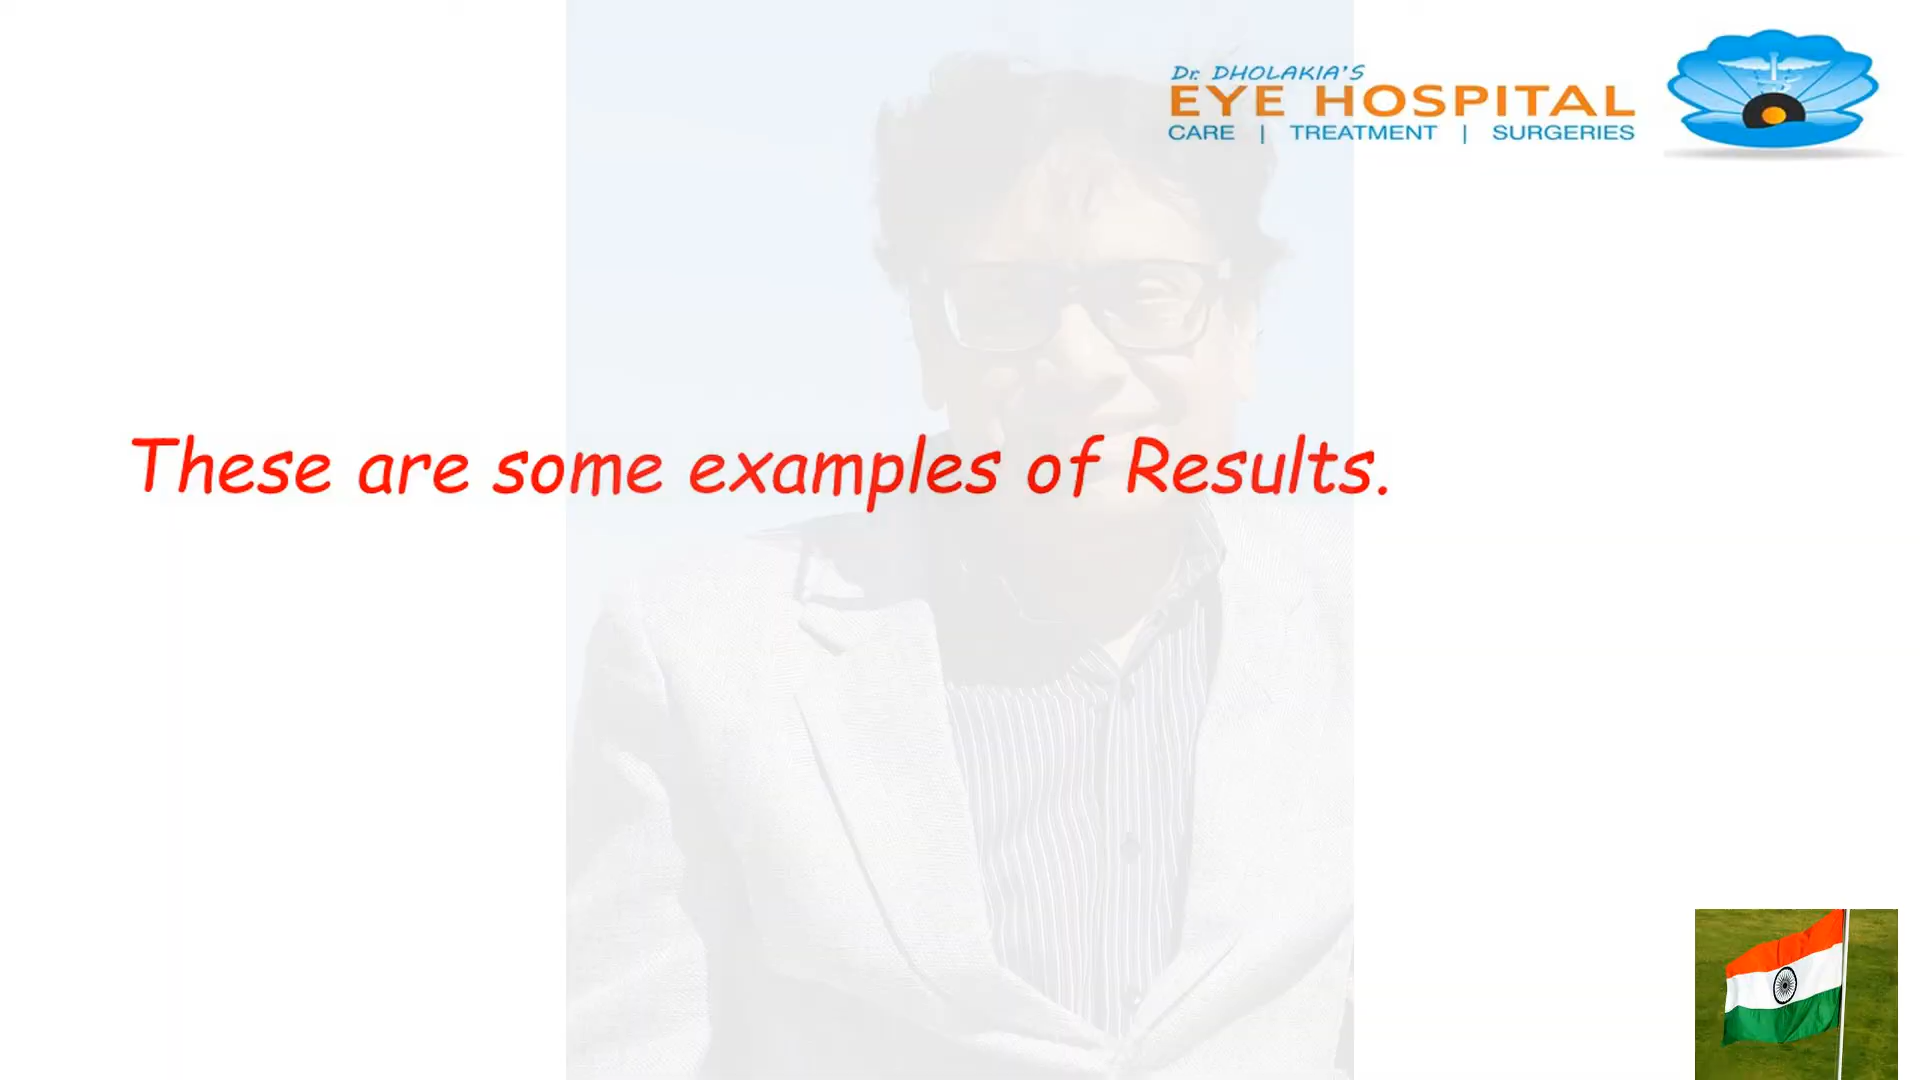 Dr. DHOLAKIA'S
EYE HOSPITAL
CARE | TREATMENT | SURGERIES
These are some examples of Results.